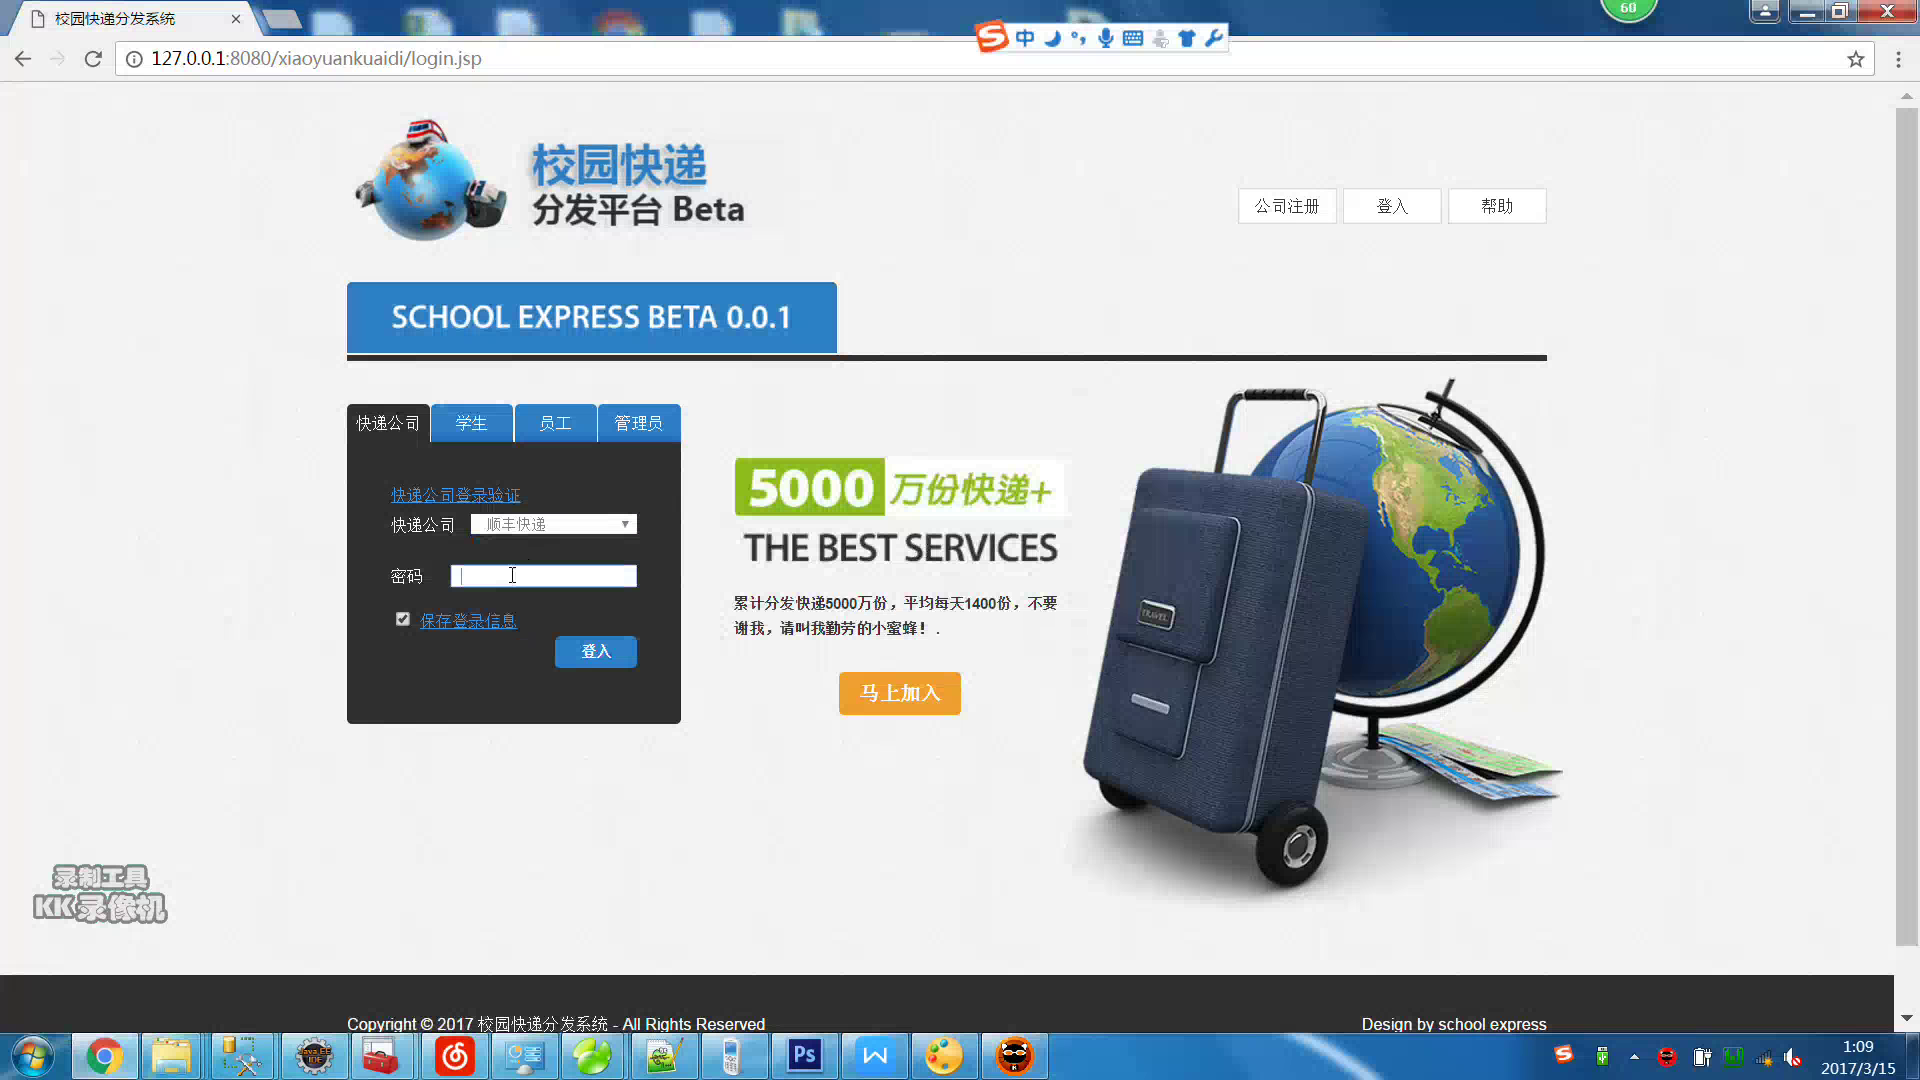 校园快递分发系统
60
中
127.0.0.1:8080/xiaoyuankuaidi/login.jsp
校园快递
分发平台 Beta
公司注册
登入
帮助
SCHOOL EXPRESS BETA 0.0.1
快递公司
学生
员工
管理员
快递公司登录验证
快递公司
顺丰快递
密码
保存登录信息
登入
5000 万份快递+
THE BEST SERVICES
累计分发快递5000万份，平均每天1400份，不要
谢我，请叫我勤劳的小蜜蜂！.
马上加入
TRAVEL
录制工具
KK录像机
Copyright © 2017 校园快递分发系统 - All Rights Reserved
Design by school express
Java EE
IDE
Ps
1:09
2017/3/15